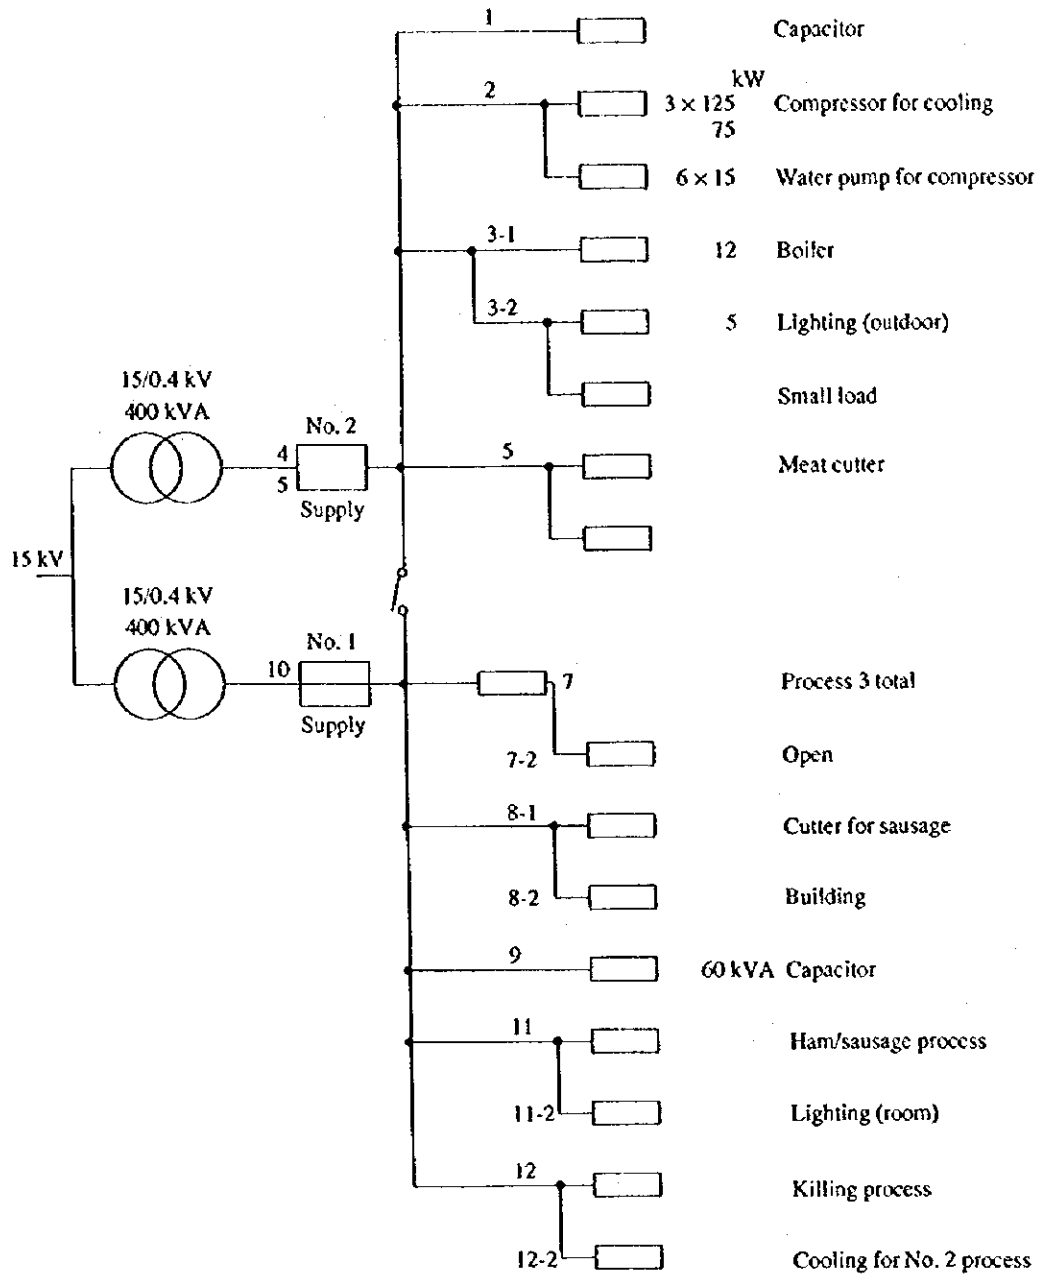 1 Capacitor
kW
2 3 × 125 Compressor for cooling
75
6 × 15 Water pump for compressor
3-1 12 Boiler
3-2 5 Lighting (outdoor)
Small load
15/0.4 kV
400 kVA
No. 2
4
5
Supply
5 Meat cutter
15 kV
15/0.4 kV
400 kVA
No. 1
10
Supply
7 Process 3 total
7-2 Open
8-1 Cutter for sausage
8-2 Building
9 60 kVA Capacitor
11 Ham/sausage process
11-2 Lighting (room)
12 Killing process
12-2 Cooling for No. 2 process